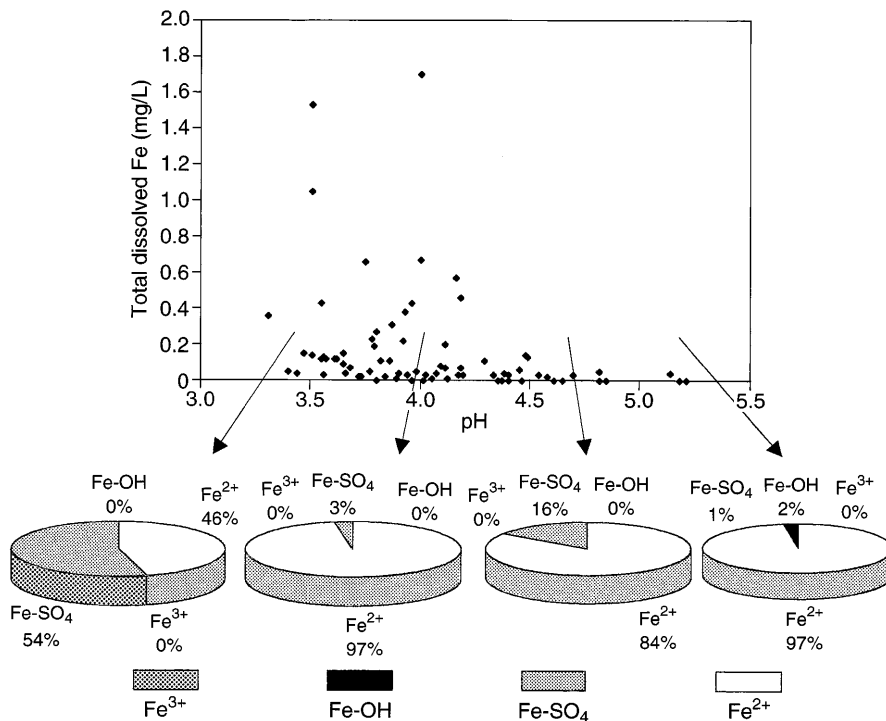 2.0
1.8
1.6
1.4
1.2
1.0
0.8
0.6
0.4
0.2
0
Total dissolved Fe (mg/L)
3.0 3.5 4.0 4.5 5.0 5.5
pH
Fe-OH
0%
Fe2+
46%
Fe-SO4
54%
Fe3+
0%
Fe3+
0%
Fe-SO4
3%
Fe-OH
0%
Fe2+
97%
Fe3+
0%
Fe-SO4
16%
Fe-OH
0%
Fe2+
84%
Fe-SO4
1%
Fe-OH
2%
Fe3+
0%
Fe2+
97%
Fe3+ Fe-OH Fe-SO4 Fe2+